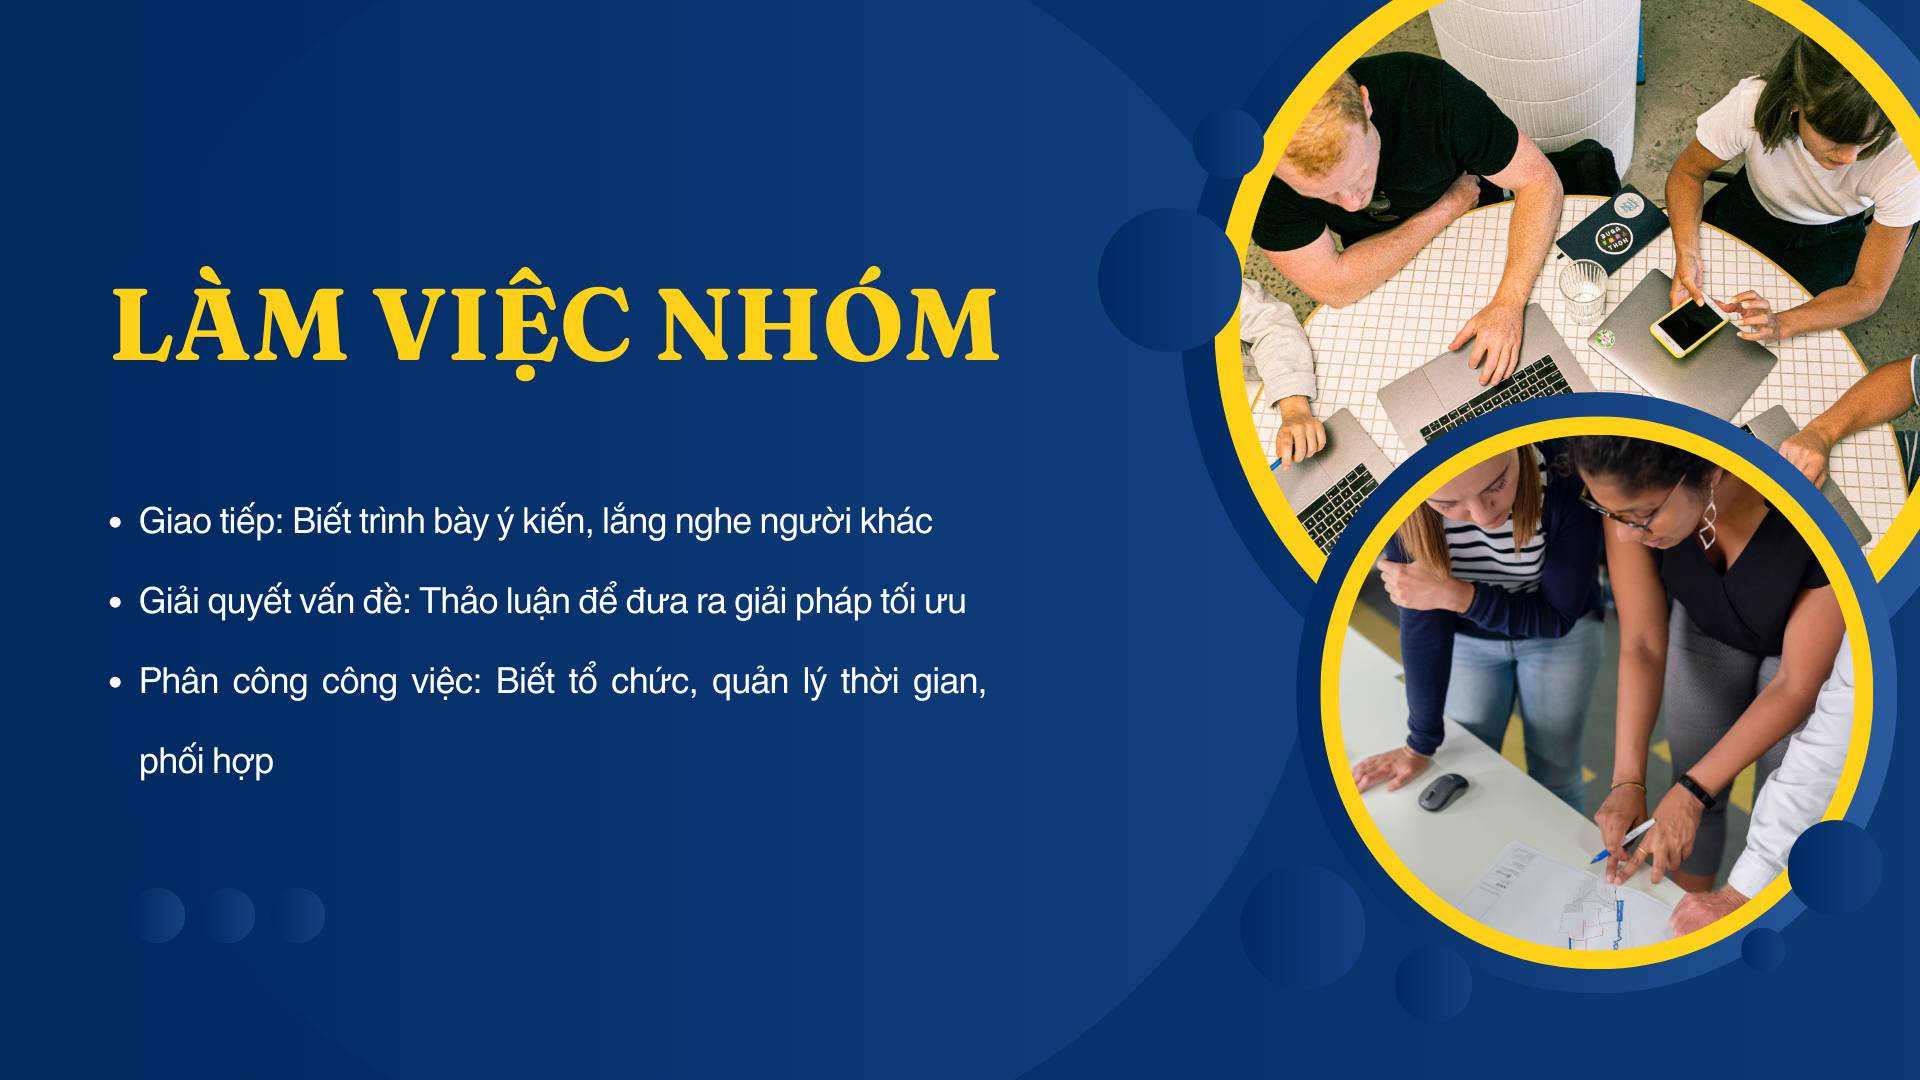 LÀM VIỆC NHÓM
• Giao tiếp: Biết trình bày ý kiến, lắng nghe người khác
• Giải quyết vấn đề: Thảo luận để đưa ra giải pháp tối ưu
• Phân công công việc: Biết tổ chức, quản lý thời gian,
phối hợp
BUGA
THON